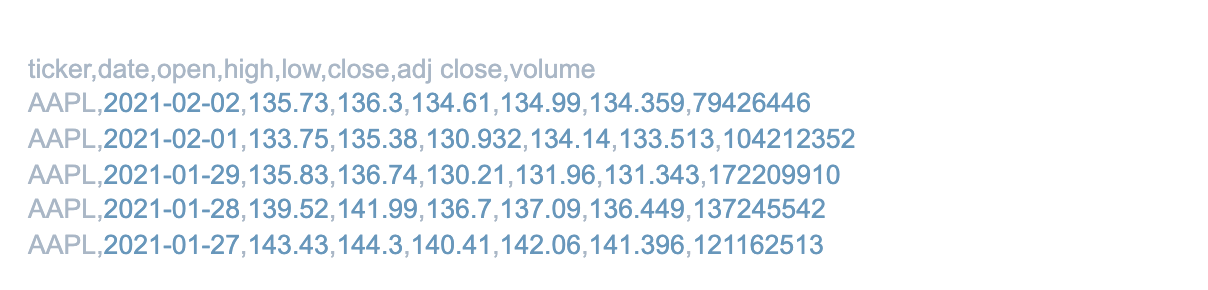 ticker,date,open,high,low,close,adj close,volume
AAPL,2021-02-02,135.73,136.3,134.61,134.99,134.359,79426446
AAPL,2021-02-01,133.75,135.38,130.932,134.14,133.513,104212352
AAPL,2021-01-29,135.83,136.74,130.21,131.96,131.343,172209910
AAPL,2021-01-28,139.52,141.99,136.7,137.09,136.449,137245542
AAPL,2021-01-27,143.43,144.3,140.41,142.06,141.396,121162513